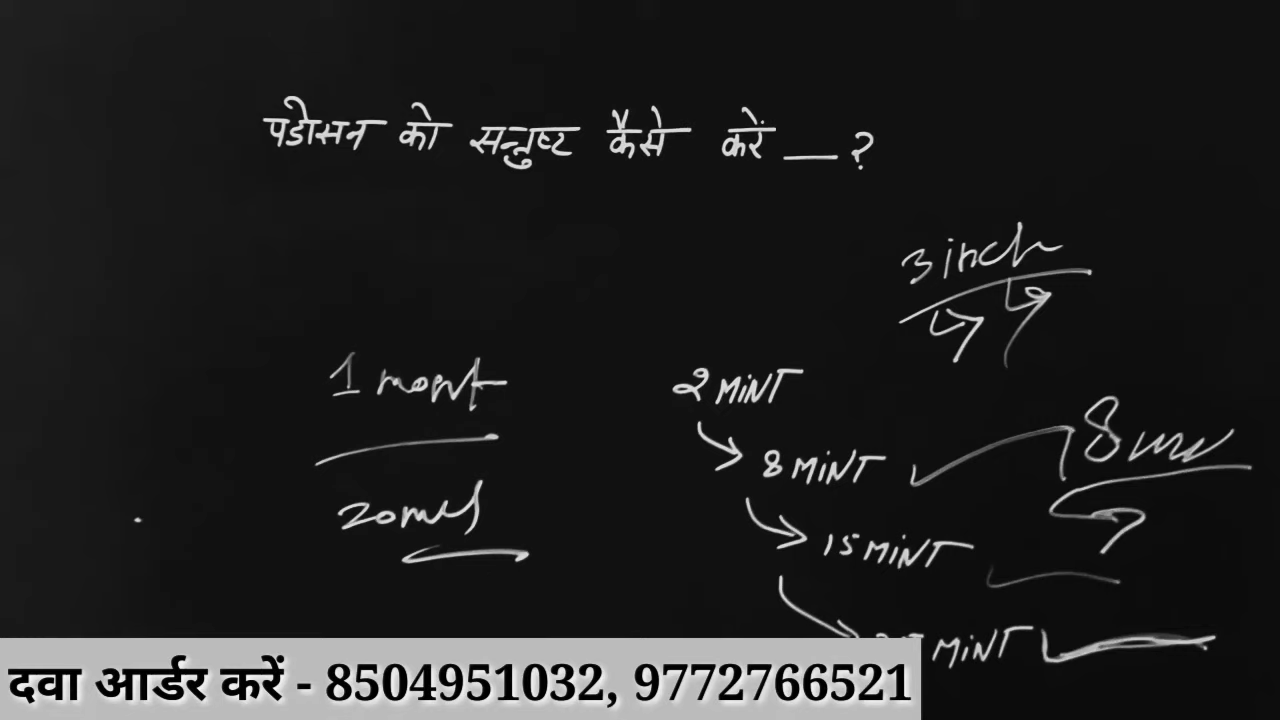 पडोसन को सन्तुष्ट कैसे करें — ?
3 inch
1 mont
2 MiNT
8 MiNT
8
20
15 MiNT
MiNT
दवा आर्डर करें - 8504951032, 9772766521